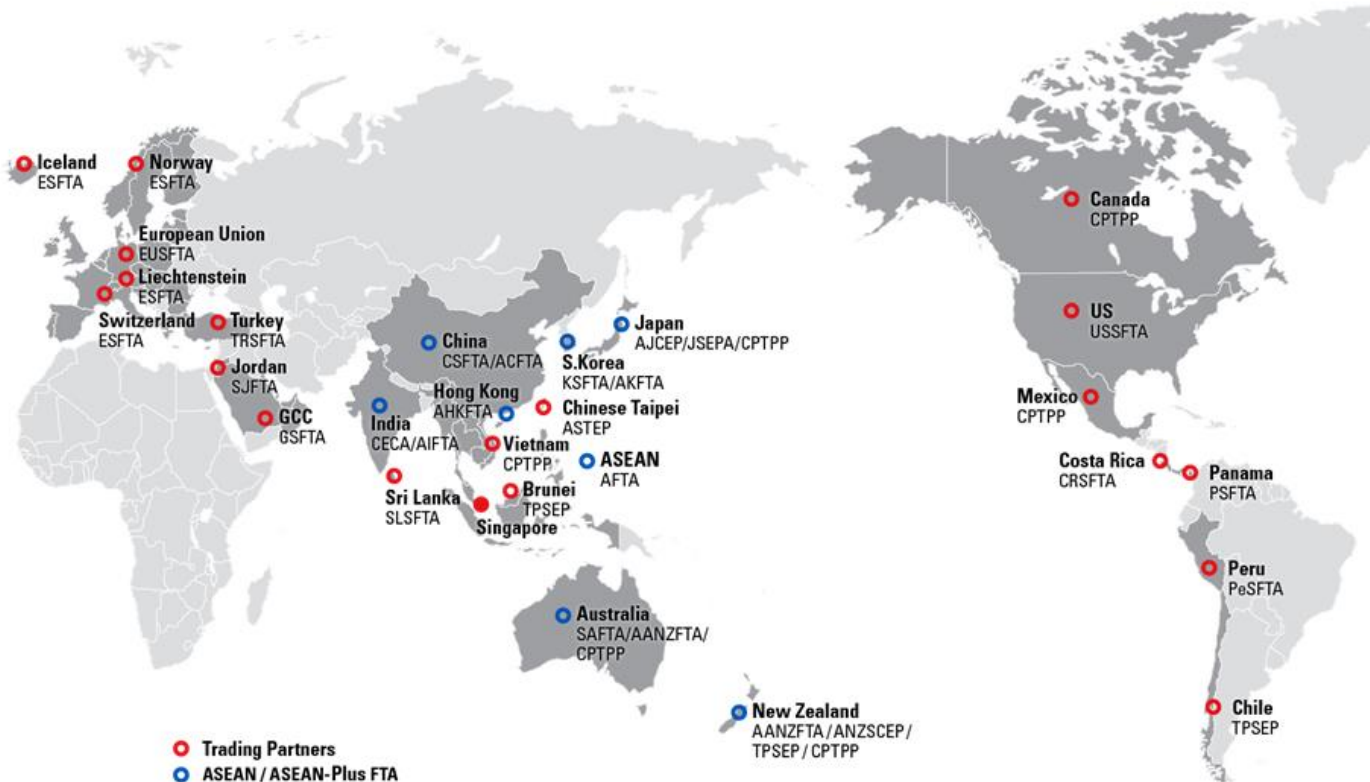 Iceland
ESFTA
Norway
ESFTA
European Union
EUSFTA
Liechtenstein
ESFTA
Switzerland
ESFTA
Turkey
TRSFTA
Jordan
SJFTA
GCC
GSFTA
China
CSFTA/ACFTA
Japan
AJCEP/JSEPA/CPTPP
S.Korea
KSFTA/AKFTA
Hong Kong
AHKFTA
Chinese Taipei
ASTEP
India
CECA/AIFTA
Vietnam
CPTPP
ASEAN
AFTA
Sri Lanka
SLSFTA
Brunei
TPSEP
Singapore
Australia
SAFTA/AANZFTA/
CPTPP
New Zealand
AANZFTA / ANZSCEP /
TPSEP / CPTPP
Canada
CPTPP
US
USSFTA
Mexico
CPTPP
Costa Rica
CRSFTA
Panama
PSFTA
Peru
PeSFTA
Chile
TPSEP
Trading Partners
ASEAN / ASEAN-Plus FTA